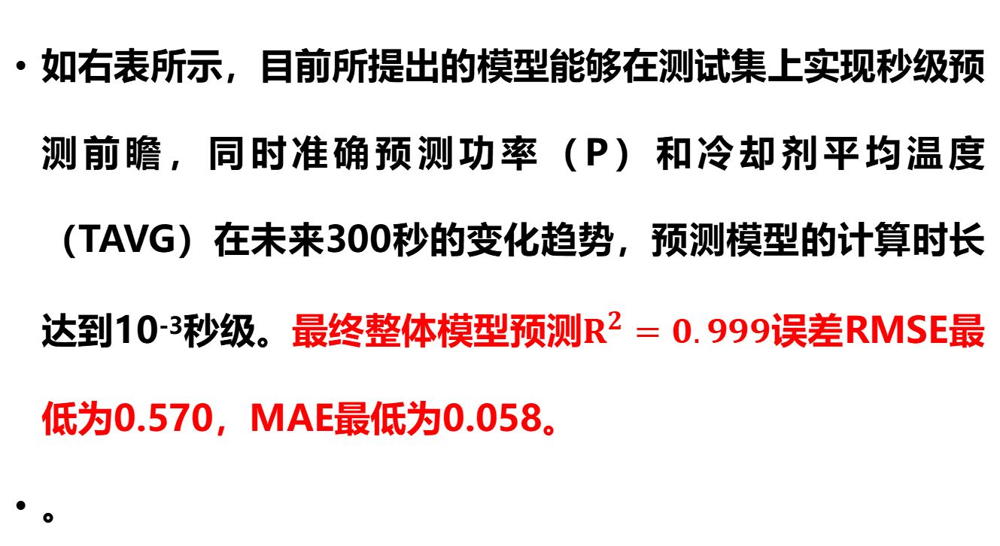 • 如右表所示，目前所提出的模型能够在测试集上实现秒级预
测前瞻，同时准确预测功率（P）和冷却剂平均温度
（TAVG）在未来300秒的变化趋势，预测模型的计算时长
达到10⁻³秒级。最终整体模型预测R² = 0.999误差RMSE最
低为0.570，MAE最低为0.058。
• 。